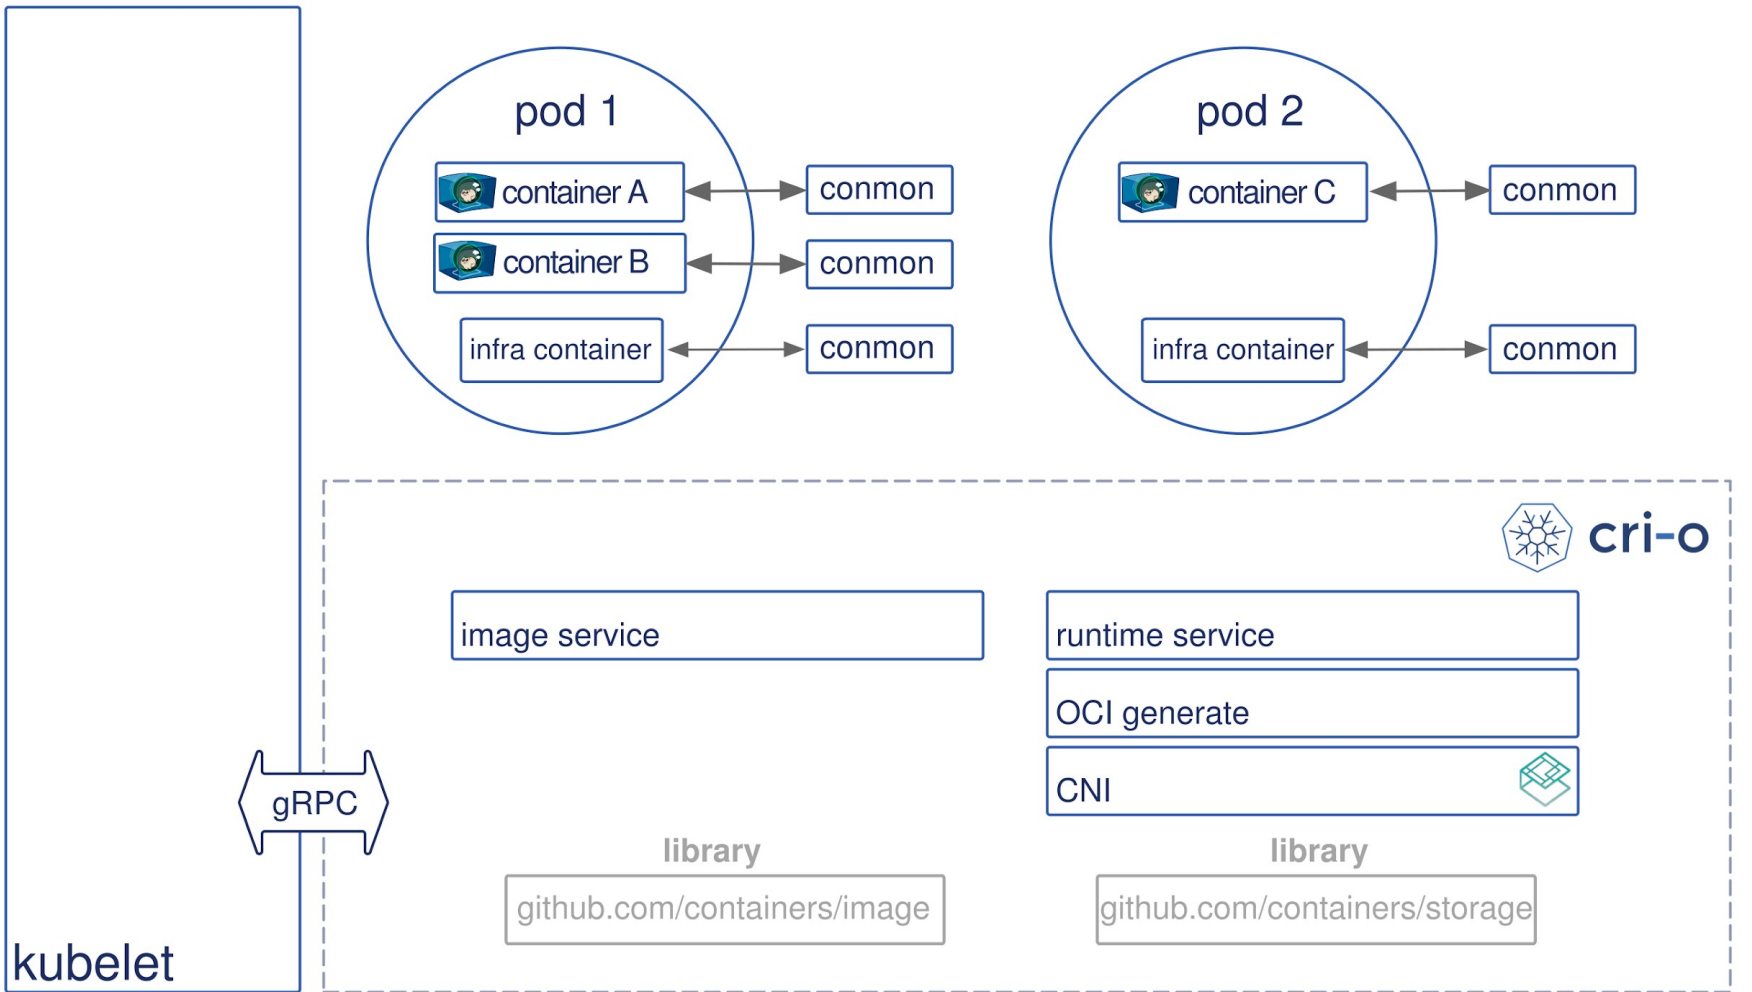 pod 1
container A
conmon
container B
conmon
infra container
conmon
pod 2
container C
conmon
infra container
conmon
cri-o
image service
runtime service
OCI generate
CNI
gRPC
library
github.com/containers/image
library
github.com/containers/storage
kubelet